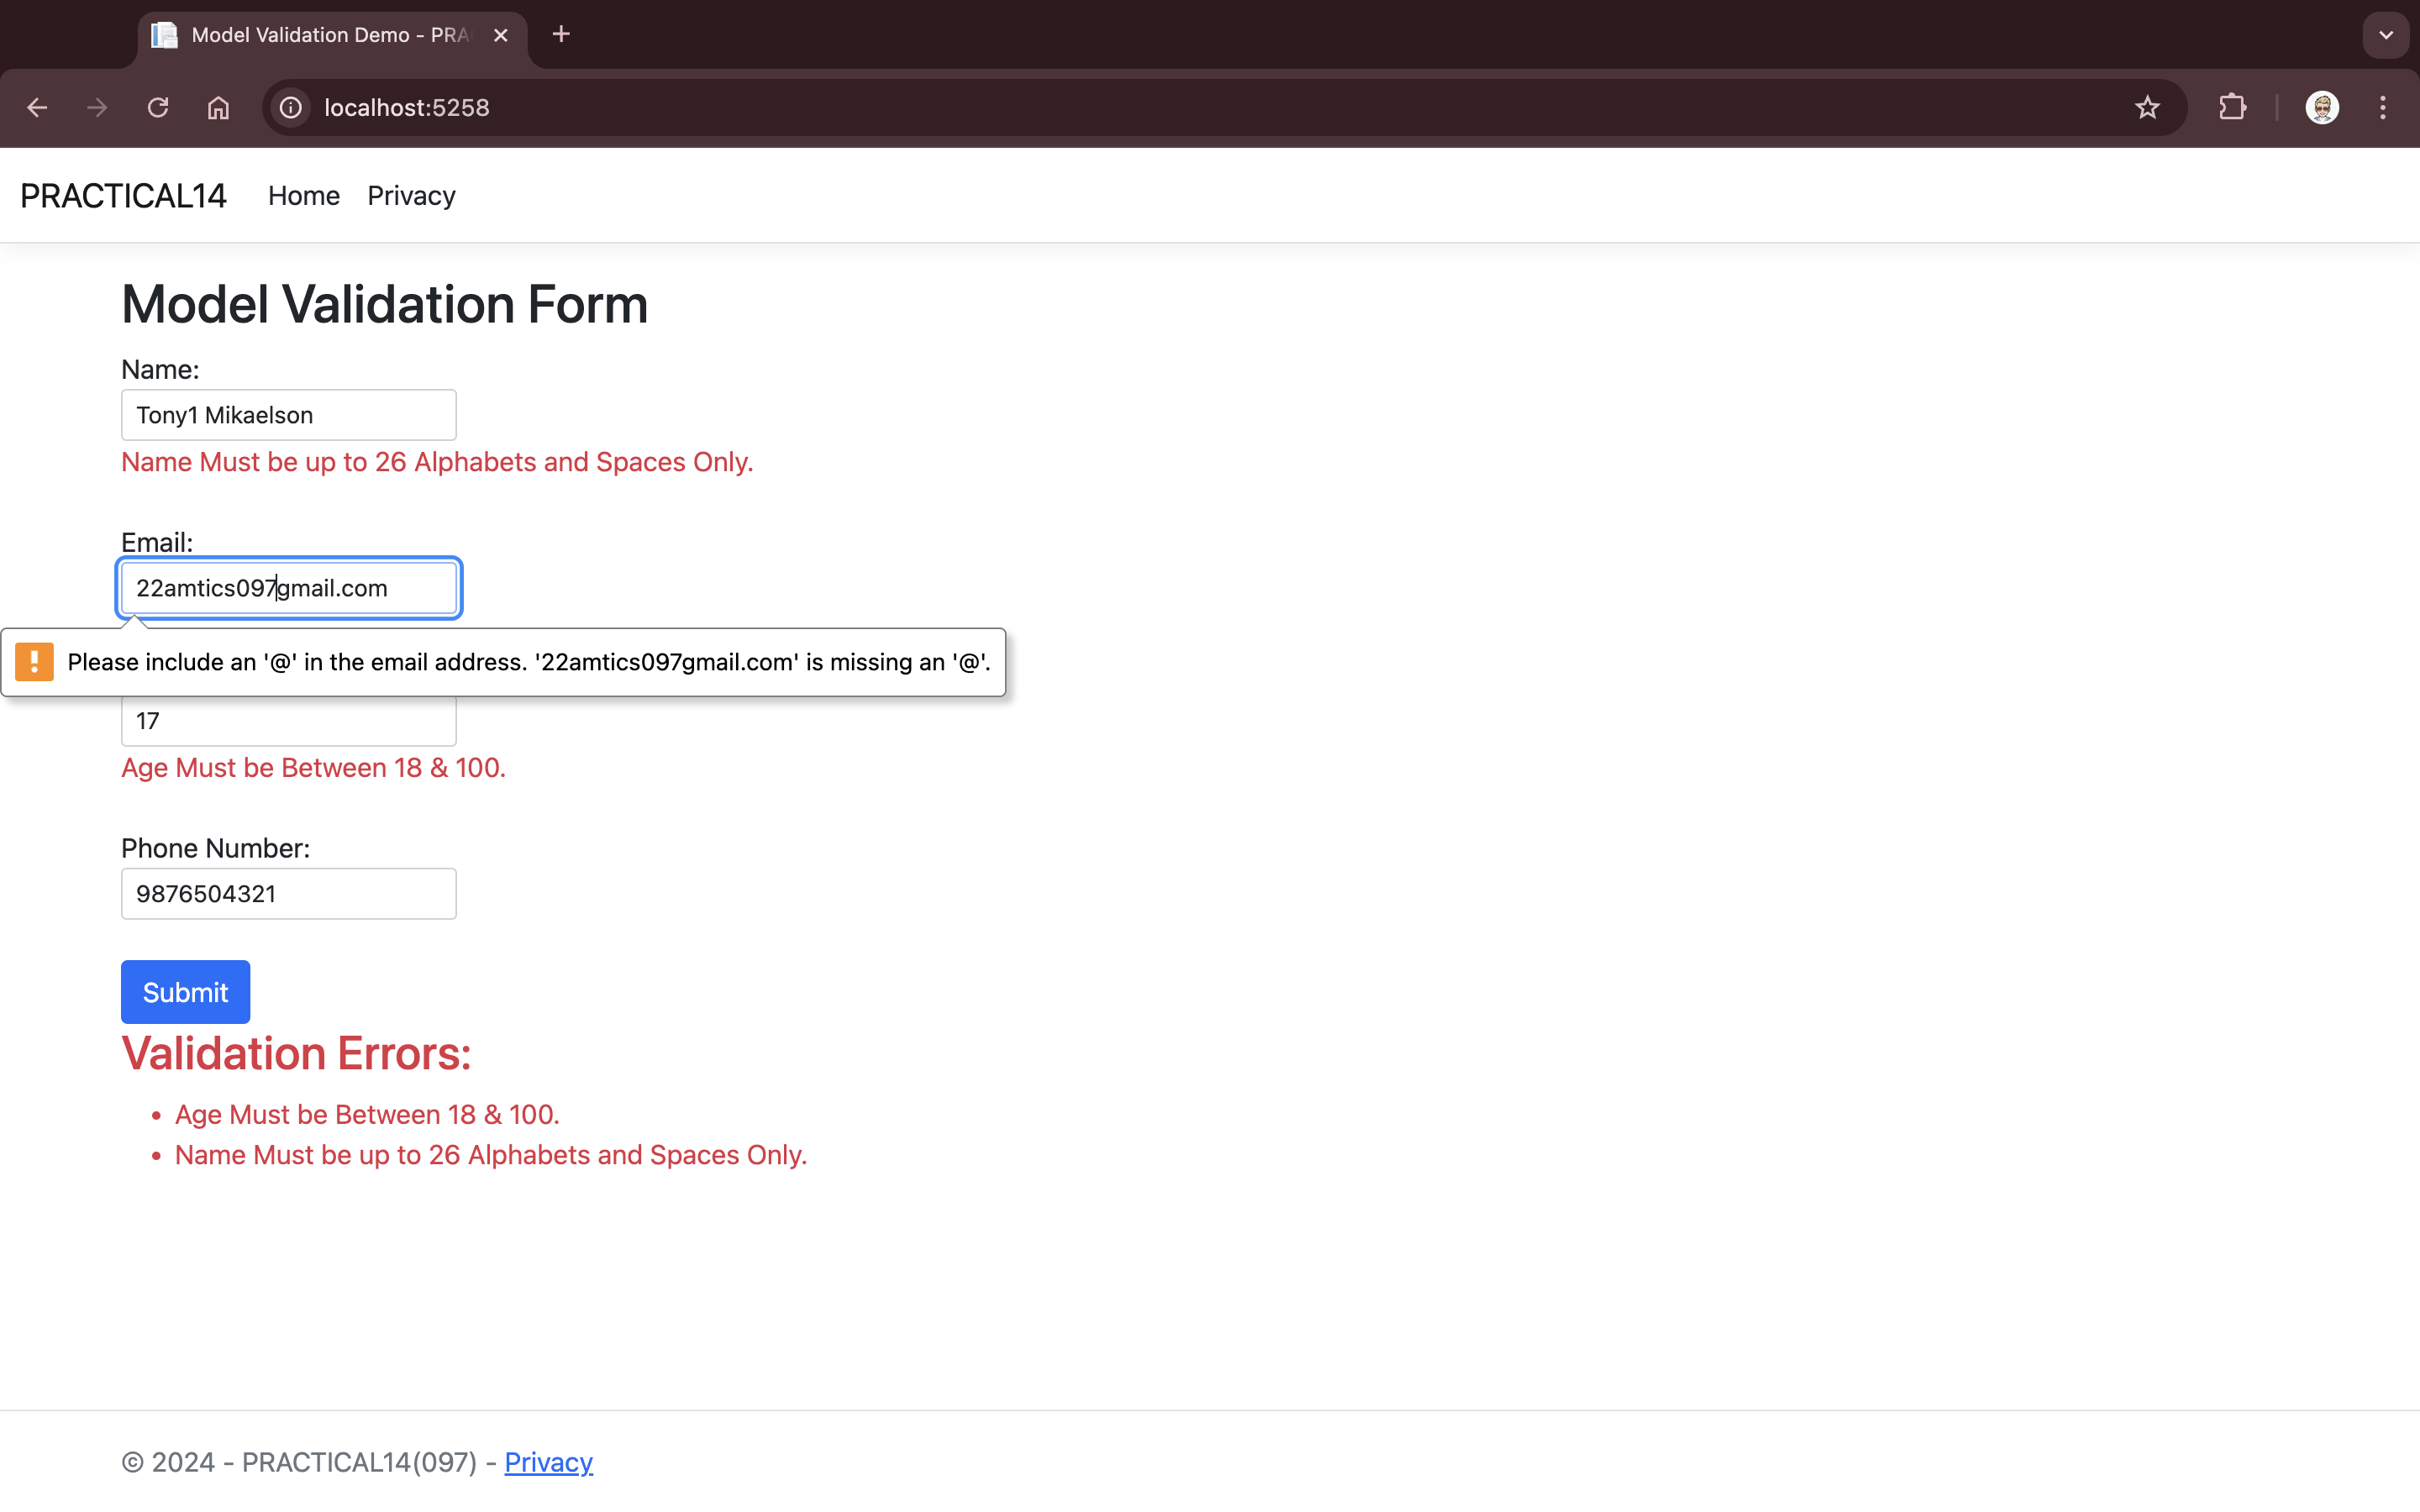 Model Validation Demo - PRA
localhost:5258
PRACTICAL14 Home Privacy
Model Validation Form
Name:
Tony1 Mikaelson
Name Must be up to 26 Alphabets and Spaces Only.
Email:
22amtics097gmail.com
Please include an '@' in the email address. '22amtics097gmail.com' is missing an '@'.
17
Age Must be Between 18 & 100.
Phone Number:
9876504321
Submit
Validation Errors:
• Age Must be Between 18 & 100.
• Name Must be up to 26 Alphabets and Spaces Only.
© 2024 - PRACTICAL14(097) - Privacy